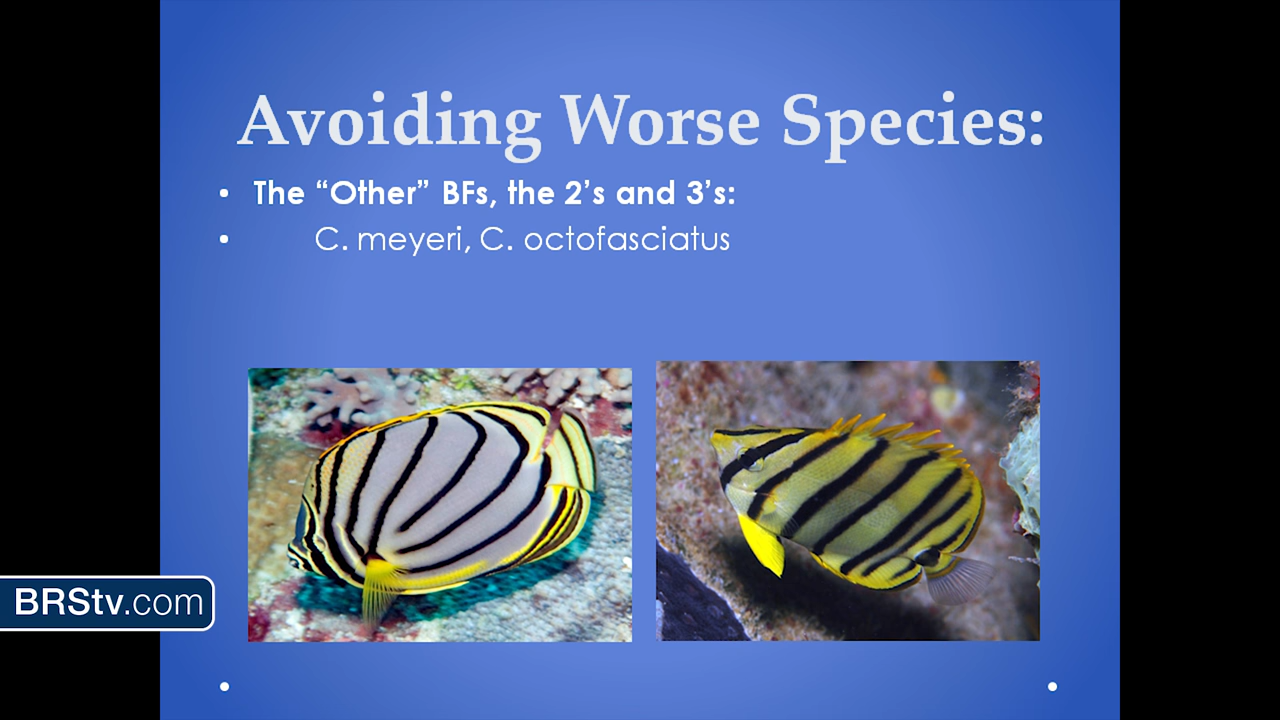 Avoiding Worse Species:
• The “Other” BFs, the 2’s and 3’s:
• C. meyeri, C. octofasciatus
BRStv.com